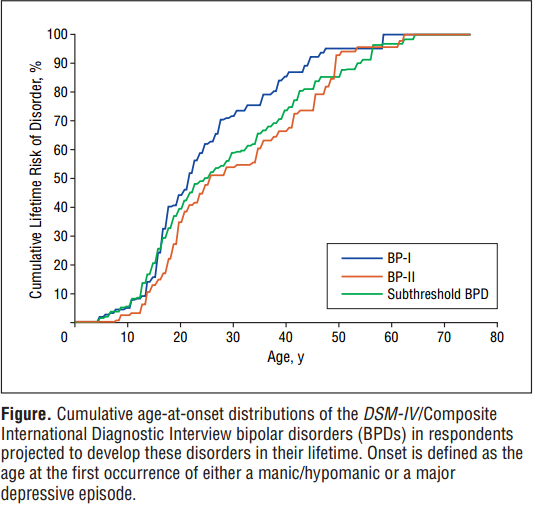 Cumulative Lifetime Risk of Disorder, %
100
90
80
70
60
50
40
30
20
10
0
10
20
30
40
50
60
70
80
Age, y
BP-I
BP-II
Subthreshold BPD
Figure. Cumulative age-at-onset distributions of the DSM-IV/Composite
International Diagnostic Interview bipolar disorders (BPDs) in respondents
projected to develop these disorders in their lifetime. Onset is defined as the
age at the first occurrence of either a manic/hypomanic or a major
depressive episode.